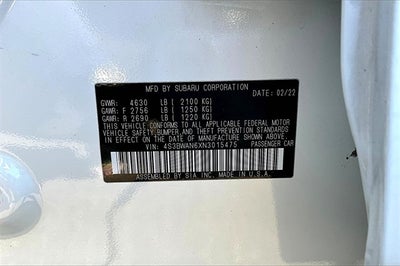 MFD BY SUBARU CORPORATION
DATE: 02/22
GVWR: 4630 LB [ 2100 KG]
GAWR: F 2756 LB [ 1250 KG]
GAWR: R 2690 LB [ 1220 KG]
THIS VEHICLE CONFORMS TO ALL APPLICABLE FEDERAL MOTOR
VEHICLE SAFETY, BUMPER, AND THEFT PREVENTION STANDARDS
IN EFFECT ON THE DATE OF MANUFACTURE SHOWN ABOVE.
VIN: 4S3BWAN6XN3015475 PASSENGER CAR
ASSEMBLED BY SIA, INC. MADE IN U.S.A.